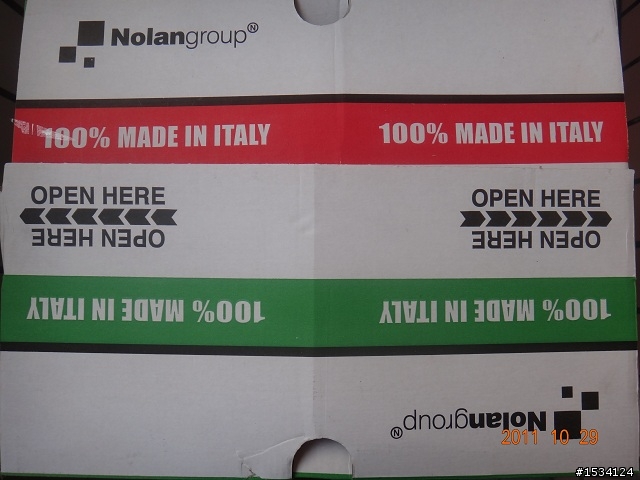 Nolangroup®
100% MADE IN ITALY 100% MADE IN ITALY
OPEN HERE OPEN HERE
OPEN HERE OPEN HERE
100% MADE IN ITALY 100% MADE IN ITALY
Nolangroup®
2011 10 29
#1534124